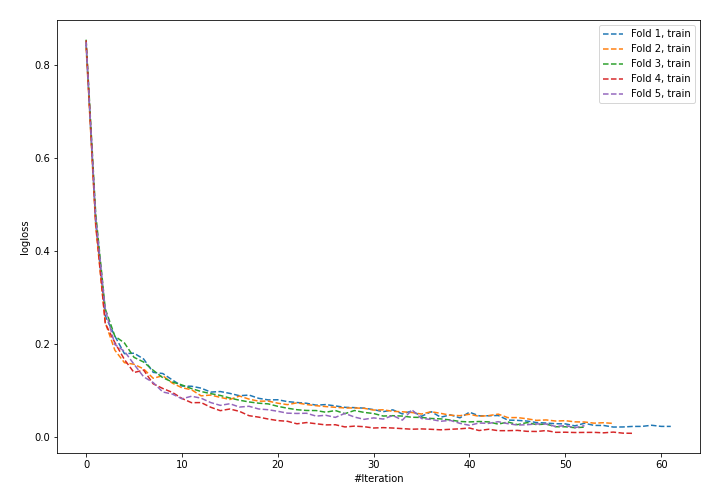 Fold 1, train
Fold 2, train
Fold 3, train
Fold 4, train
Fold 5, train
0.8
0.6
0.4
0.2
0.0
logloss
0 10 20 30 40 50 60
#Iteration